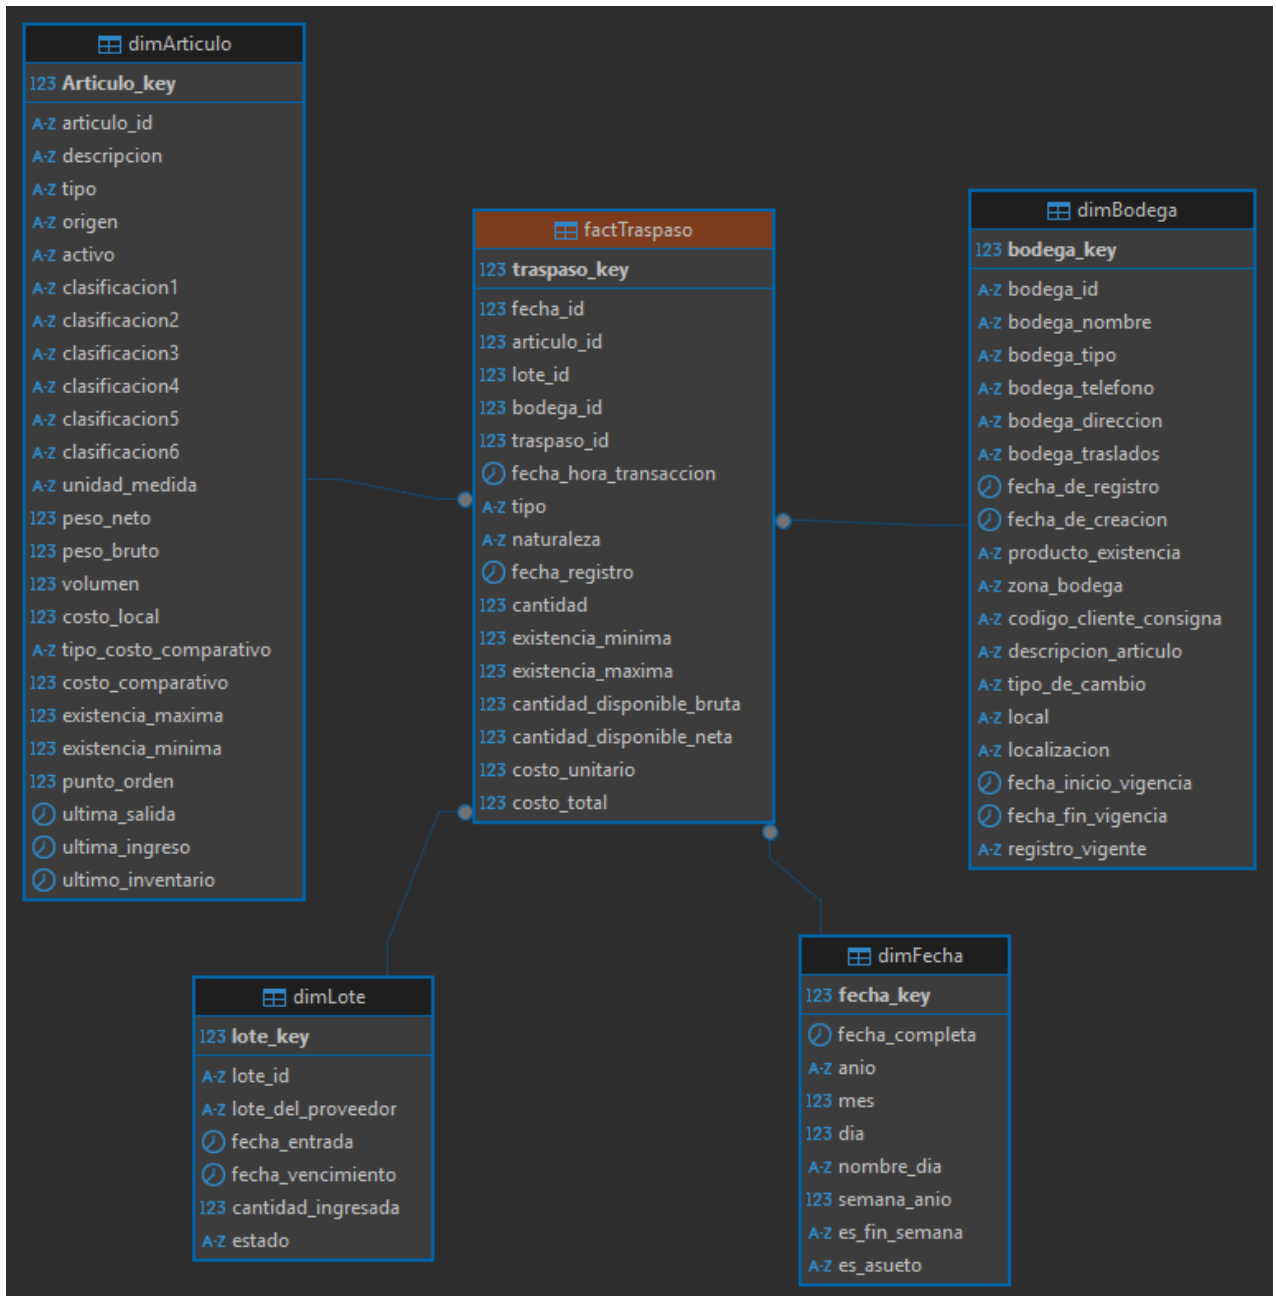 dimArticulo
123 Articulo_key
A-Z articulo_id
A-Z descripcion
A-Z tipo
A-Z origen
A-Z activo
A-Z clasificacion1
A-Z clasificacion2
A-Z clasificacion3
A-Z clasificacion4
A-Z clasificacion5
A-Z clasificacion6
A-Z unidad_medida
123 peso_neto
123 peso_bruto
123 volumen
123 costo_local
A-Z tipo_costo_comparativo
123 costo_comparativo
123 existencia_maxima
123 existencia_minima
123 punto_orden
ultima_salida
ultima_ingreso
ultimo_inventario
factTraspaso
123 traspaso_key
123 fecha_id
123 articulo_id
123 lote_id
123 bodega_id
123 traspaso_id
fecha_hora_transaccion
A-Z tipo
A-Z naturaleza
fecha_registro
123 cantidad
123 existencia_minima
123 existencia_maxima
123 cantidad_disponible_bruta
123 cantidad_disponible_neta
123 costo_unitario
123 costo_total
dimBodega
123 bodega_key
A-Z bodega_id
A-Z bodega_nombre
A-Z bodega_tipo
A-Z bodega_telefono
A-Z bodega_direccion
A-Z bodega_traslados
fecha_de_registro
fecha_de_creacion
A-Z producto_existencia
A-Z zona_bodega
A-Z codigo_cliente_consigna
A-Z descripcion_articulo
A-Z tipo_de_cambio
A-Z local
A-Z localizacion
fecha_inicio_vigencia
fecha_fin_vigencia
A-Z registro_vigente
dimLote
123 lote_key
A-Z lote_id
A-Z lote_del_proveedor
fecha_entrada
fecha_vencimiento
123 cantidad_ingresada
A-Z estado
dimFecha
123 fecha_key
fecha_completa
A-Z anio
123 mes
123 dia
A-Z nombre_dia
123 semana_anio
A-Z es_fin_semana
A-Z es_asueto